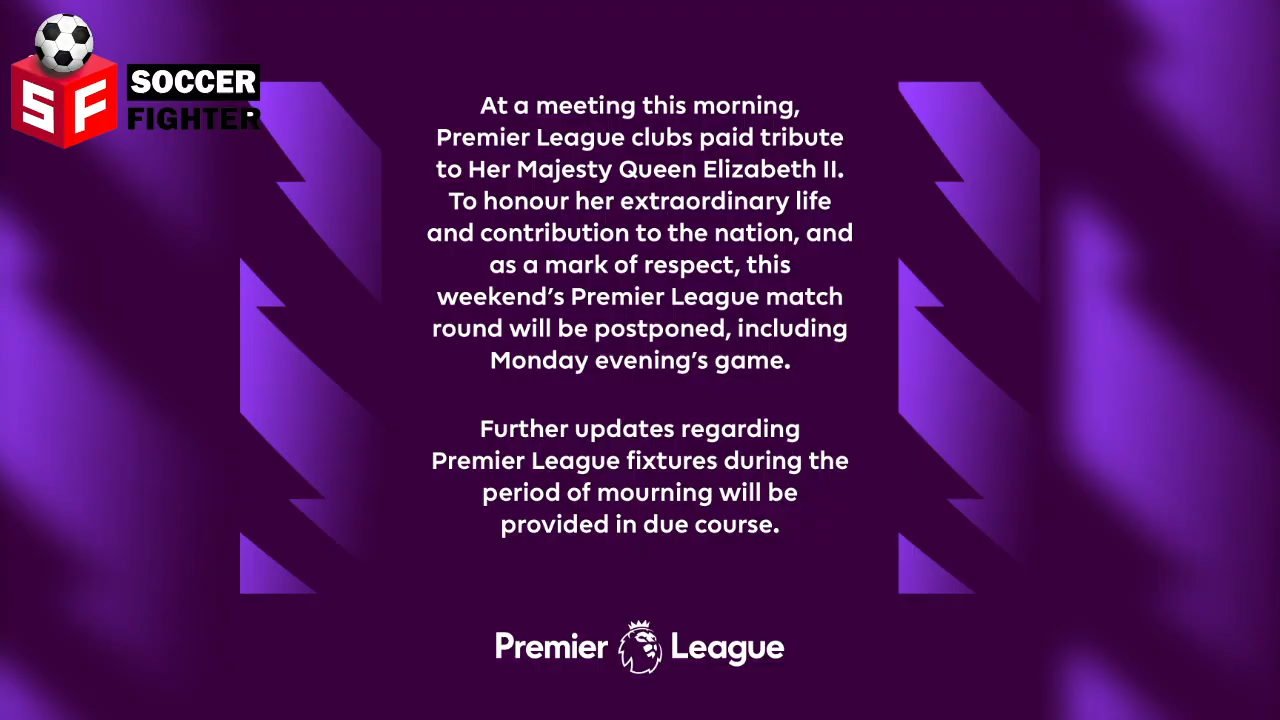 SF
SOCCER
FIGHTER
At a meeting this morning,
Premier League clubs paid tribute
to Her Majesty Queen Elizabeth II.
To honour her extraordinary life
and contribution to the nation, and
as a mark of respect, this
weekend’s Premier League match
round will be postponed, including
Monday evening’s game.
Further updates regarding
Premier League fixtures during the
period of mourning will be
provided in due course.
Premier League